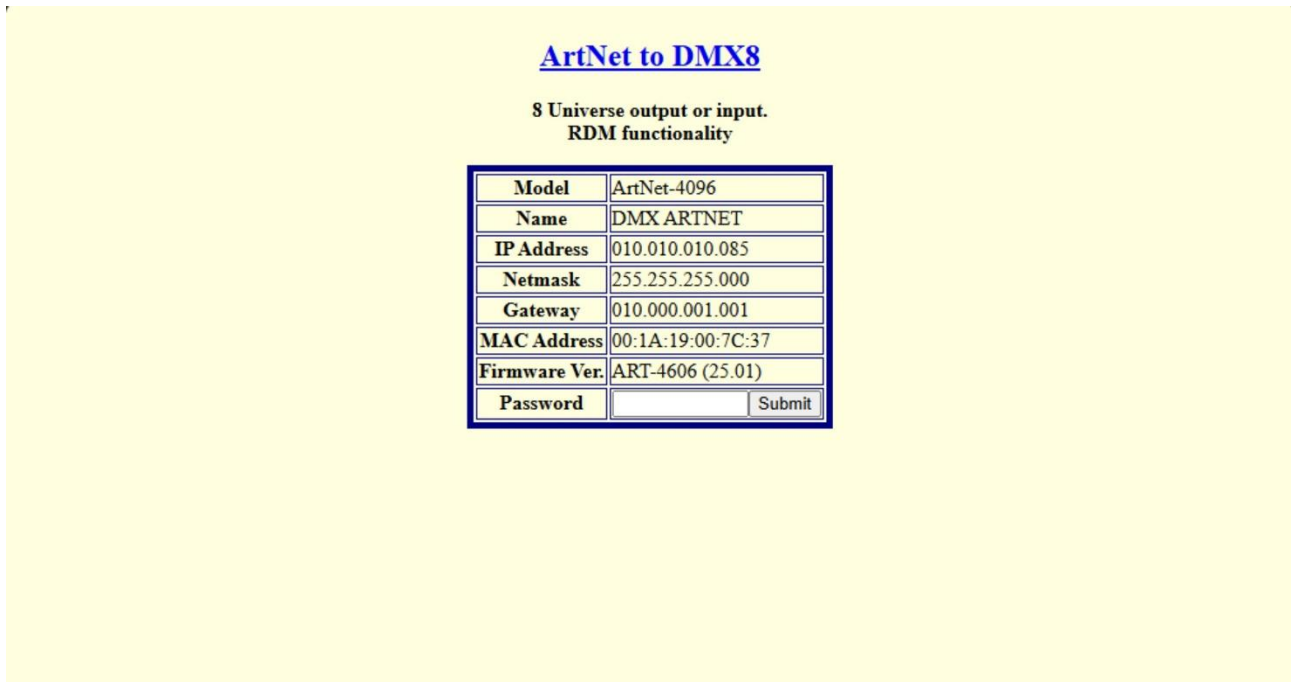 ArtNet to DMX8
8 Universe output or input.
RDM functionality
Model ArtNet-4096
Name DMX ARTNET
IP Address 010.010.010.085
Netmask 255.255.255.000
Gateway 010.000.001.001
MAC Address 00:1A:19:00:7C:37
Firmware Ver. ART-4606 (25.01)
Password Submit